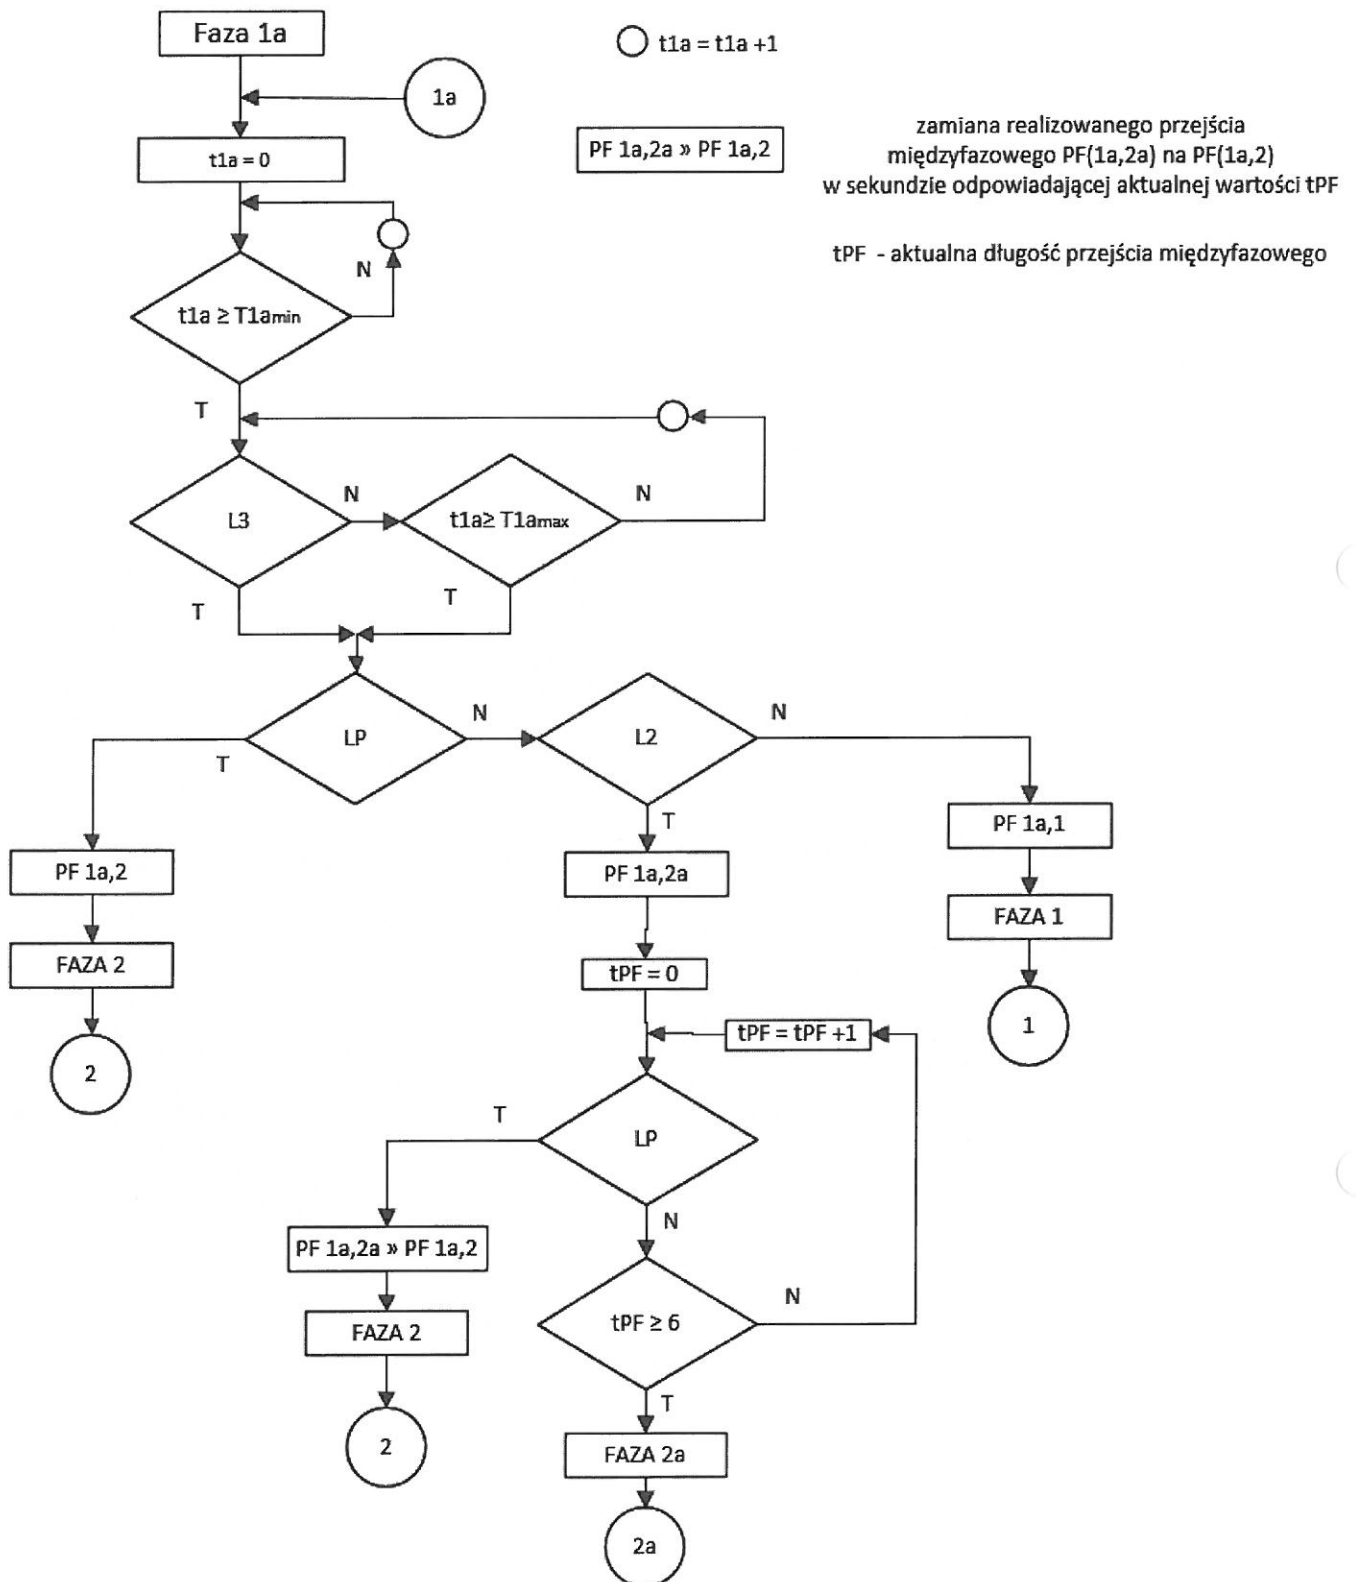 Faza 1a
t1a = t1a +1
1a
zamiana realizowanego przejścia
międzyfazowego PF(1a,2a) na PF(1a,2)
w sekundzie odpowiadającej aktualnej wartości tPF
PF 1a,2a » PF 1a,2
t1a = 0
tPF - aktualna długość przejścia międzyfazowego
N
t1a ≥ T1amin
T
N
N
L3
t1a≥ T1amax
T
T
N
N
LP
L2
T
T
PF 1a,1
PF 1a,2
PF 1a,2a
FAZA 1
FAZA 2
tPF = 0
1
tPF = tPF +1
2
T
LP
N
PF 1a,2a » PF 1a,2
N
FAZA 2
tPF ≥ 6
T
2
FAZA 2a
2a